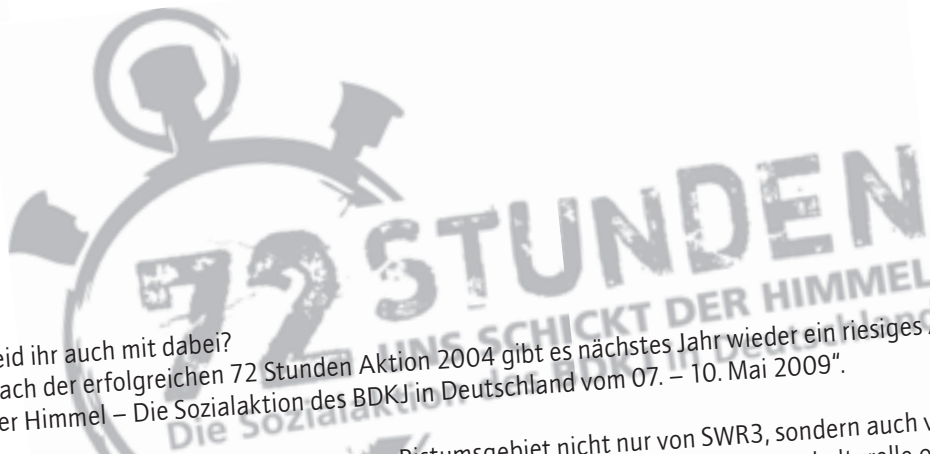 72 STUNDEN
UNS SCHICKT DER HIMMEL
Die Sozialaktion des BDKJ in Deutschland
eid ihr auch mit dabei?
ach der erfolgreichen 72 Stunden Aktion 2004 gibt es nächstes Jahr wieder ein riesiges
er Himmel – Die Sozialaktion des BDKJ in Deutschland vom 07. – 10. Mai 2009“.
Bistumsgebiet nicht nur von SWR3, sondern auch v